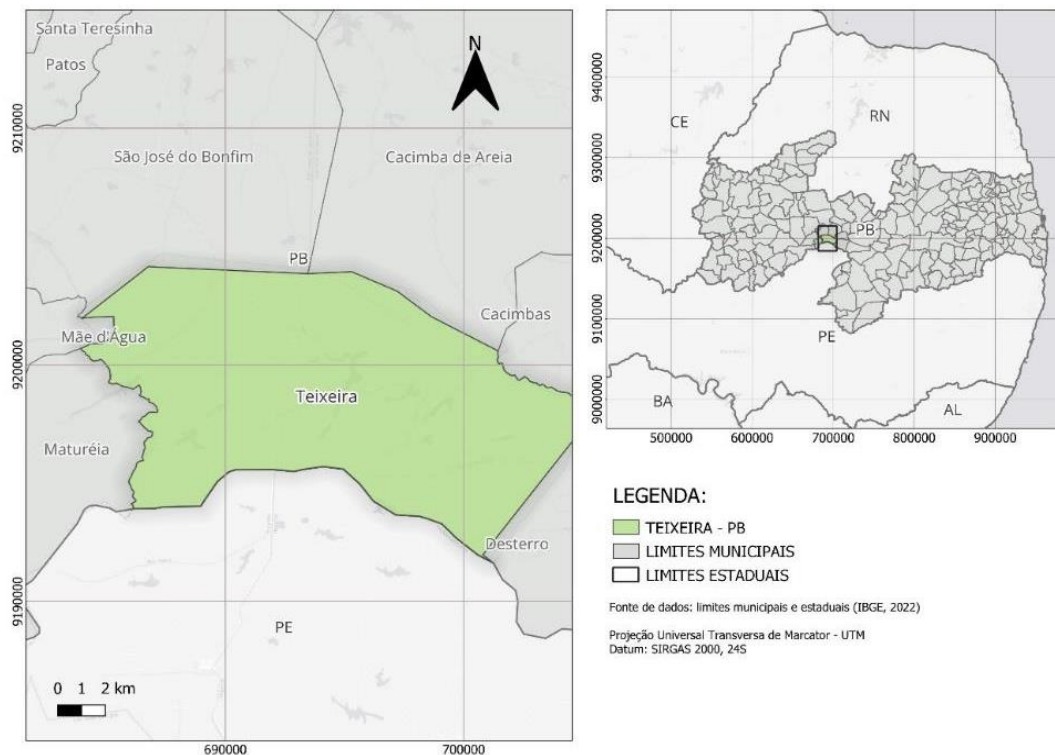 Santa Teresinha
Patos
N
9210000
São José do Bonfim
Cacimba de Areia
PB
Cacimbas
Mãe d'Água
9200000
Teixeira
Maturéia
Desterro
9190000
PE
0 1 2 km
690000
700000
9400000
CE
RN
9300000
PB
9200000
9100000
PE
9000000
BA
AL
500000
600000
700000
800000
900000
LEGENDA:
TEIXEIRA - PB
LIMITES MUNICIPAIS
LIMITES ESTADUAIS
Fonte de dados: limites municipais e estaduais (IBGE, 2022)
Projeção Universal Transversa de Marcator - UTM
Datum: SIRGAS 2000, 24S